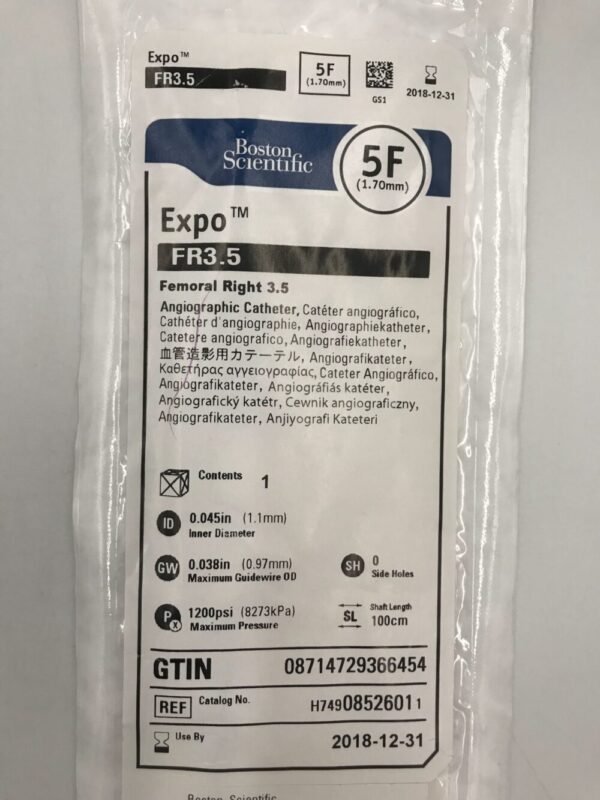 Expo™
FR3.5
5F
(1.70mm)
GS1
2018-12-31
Boston
Scientific
5F
(1.70mm)
Expo™
FR3.5
Femoral Right 3.5
Angiographic Catheter, Catéter angiográfico,
Cathéter d'angiographie, Angiographiekatheter,
Catetere angiografico, Angiografiekatheter,
血管造影用カテーテル, Angiografikateter,
Καθετήρας αγγειογραφίας, Cateter Angiográfico,
Angiografikateter, Angiográfiás katéter,
Angiografický katétr, Cewnik angiograficzny,
Angiografikateter, Anjiyografi Kateteri
Contents 1
ID 0.045in (1.1mm)
Inner Diameter
GW 0.038in (0.97mm)
Maximum Guidewire OD
SH 0
Side Holes
Px 1200psi (8273kPa)
Maximum Pressure
SL Shaft Length
100cm
GTIN 08714729366454
REF Catalog No. H74908526011
Use By 2018-12-31
Boston Scientific